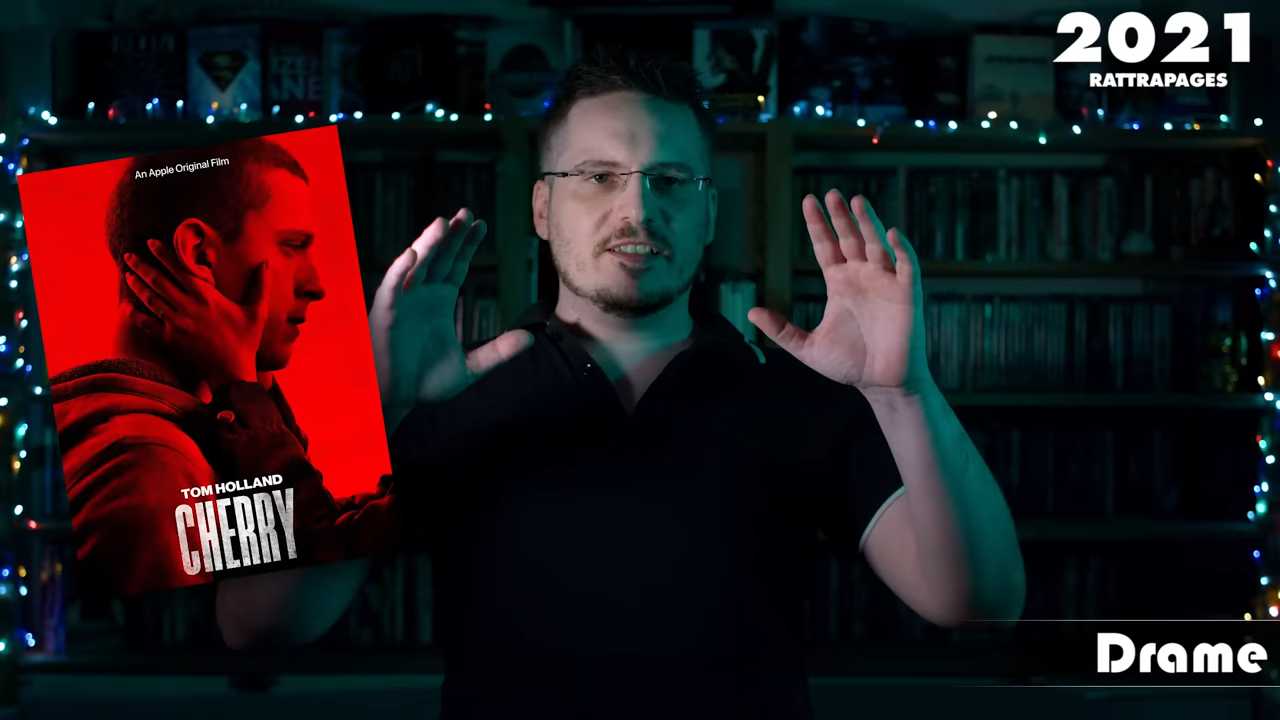 2021
RATTRAPAGES
An Apple Original Film
TOM HOLLAND
CHERRY
Drame